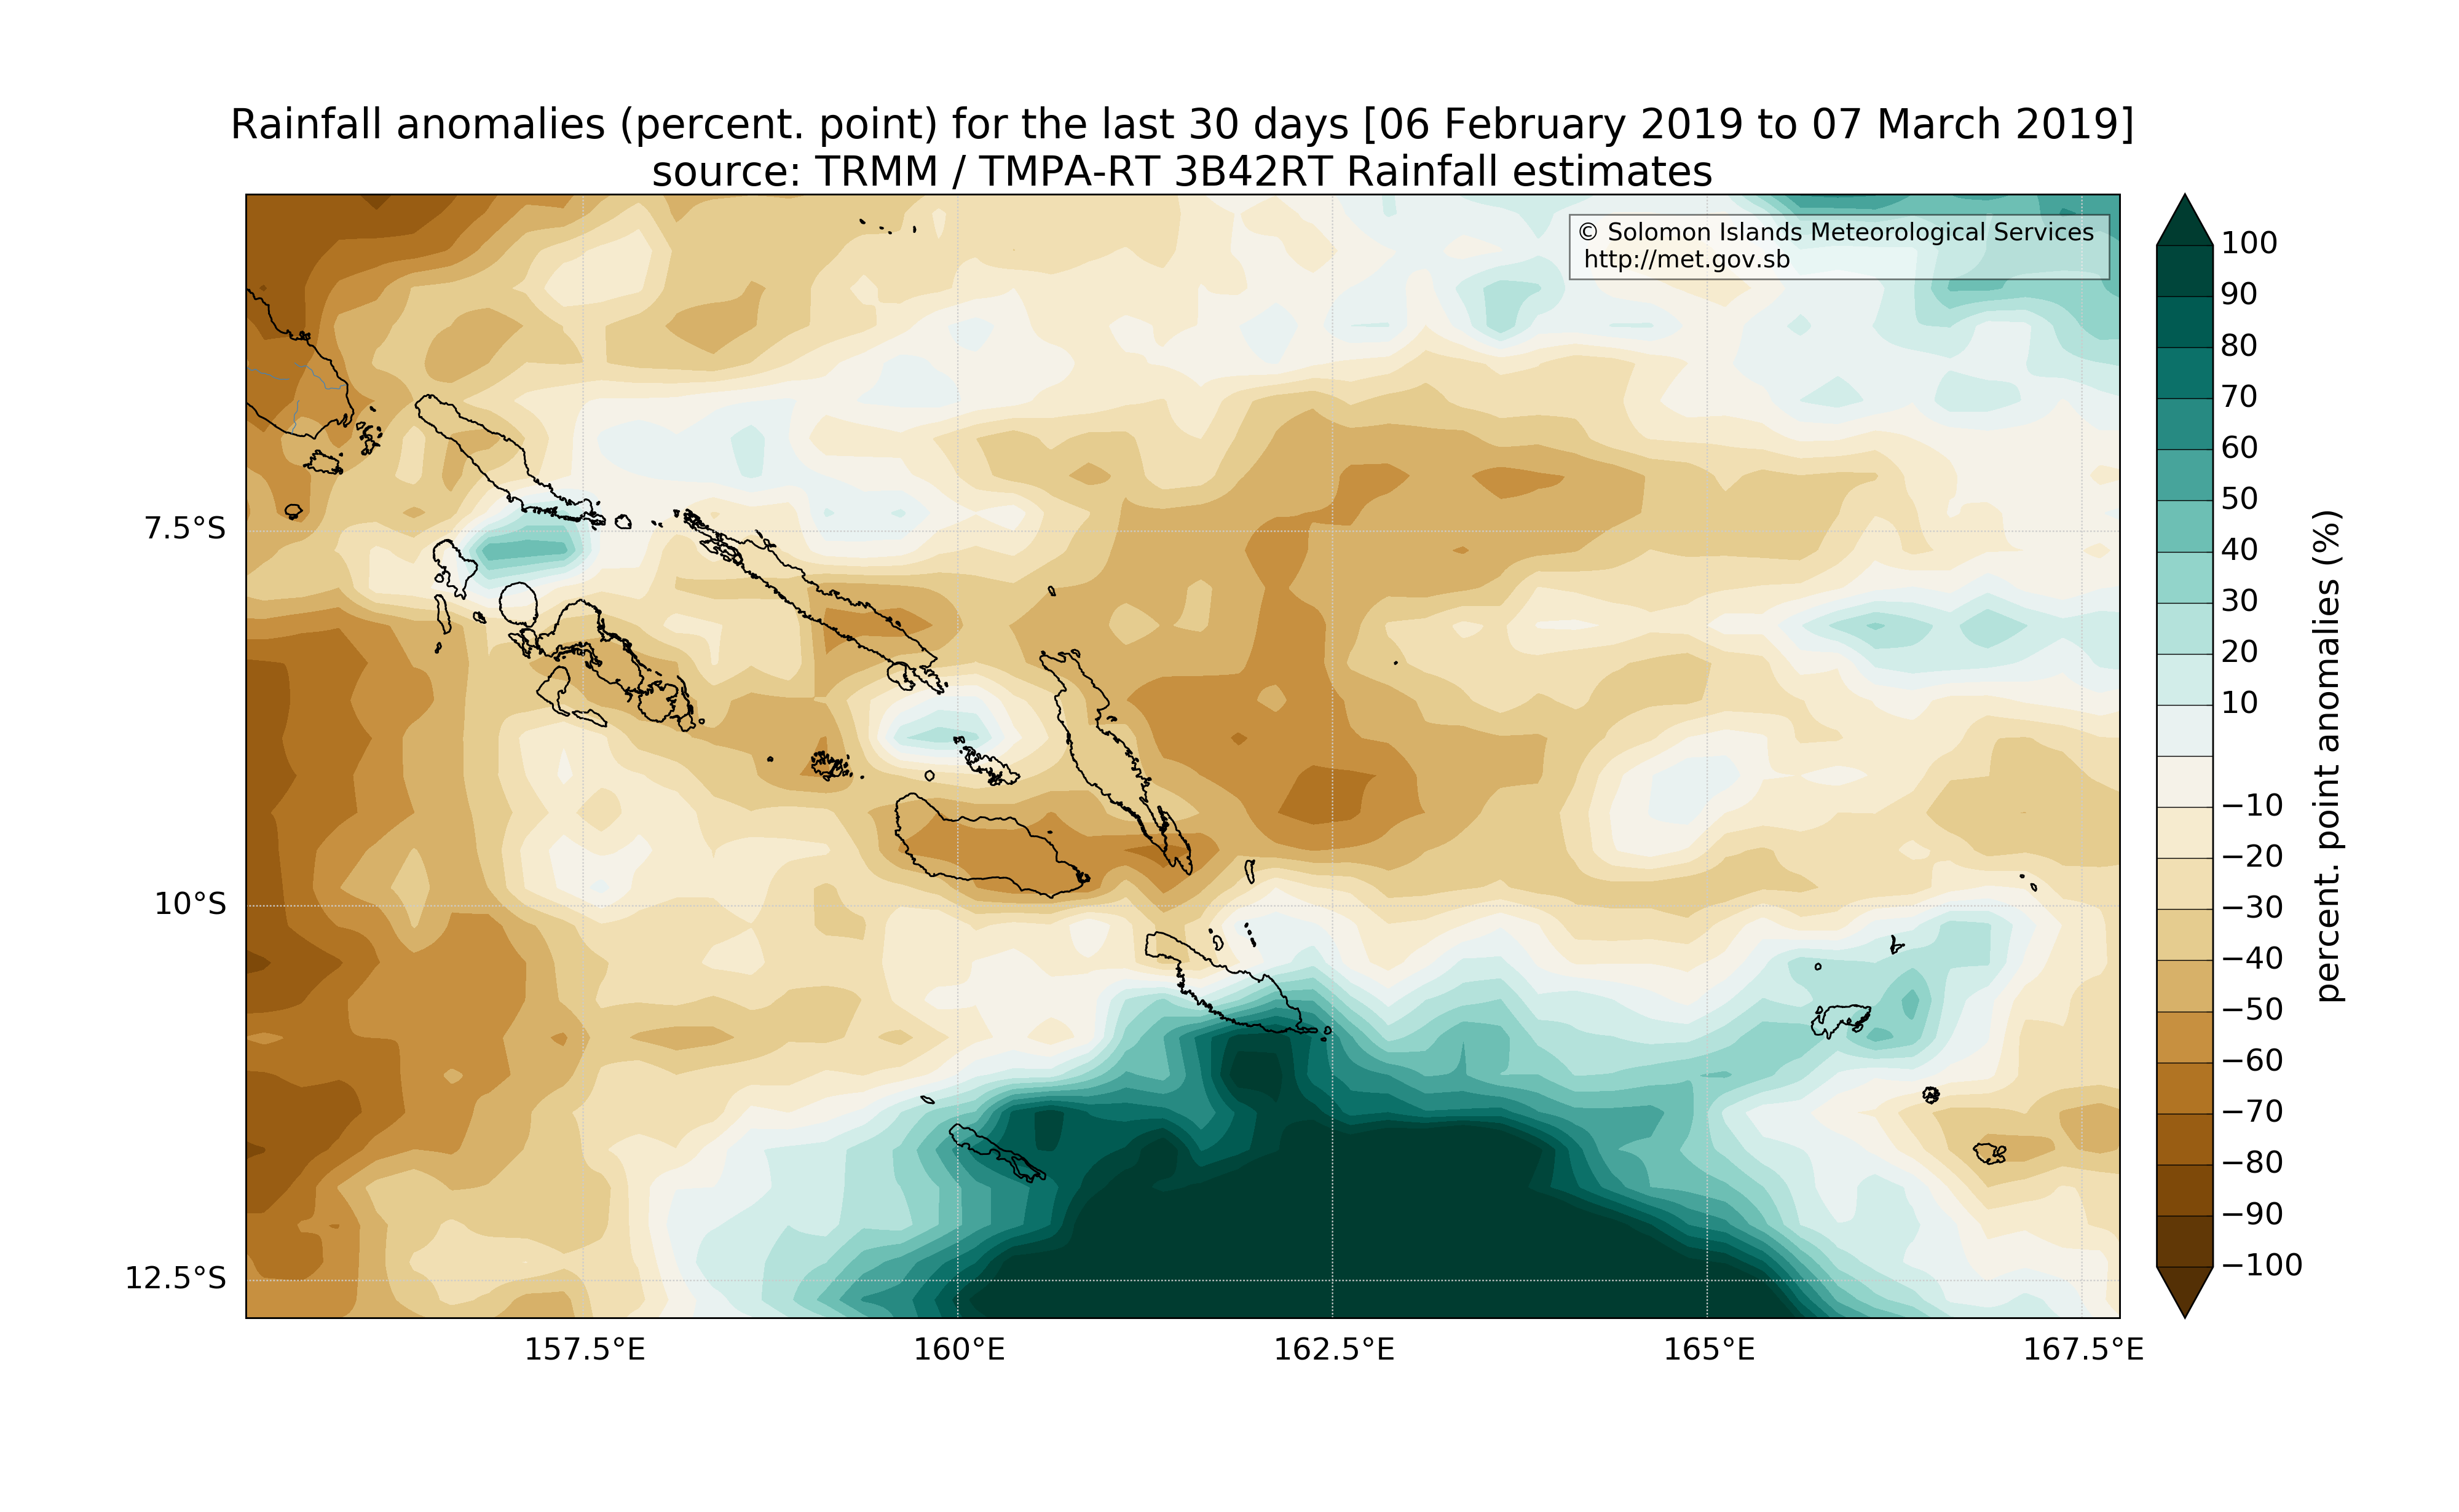 Rainfall anomalies (percent. point) for the last 30 days [06 February 2019 to 07 March 2019]
source: TRMM / TMPA-RT 3B42RT Rainfall estimates
© Solomon Islands Meteorological Services
http://met.gov.sb
7.5°S
10°S
12.5°S
157.5°E
160°E
162.5°E
165°E
167.5°E
100
90
80
70
60
50
40
30
20
10
−10
−20
−30
−40
−50
−60
−70
−80
−90
−100
percent. point anomalies (%)